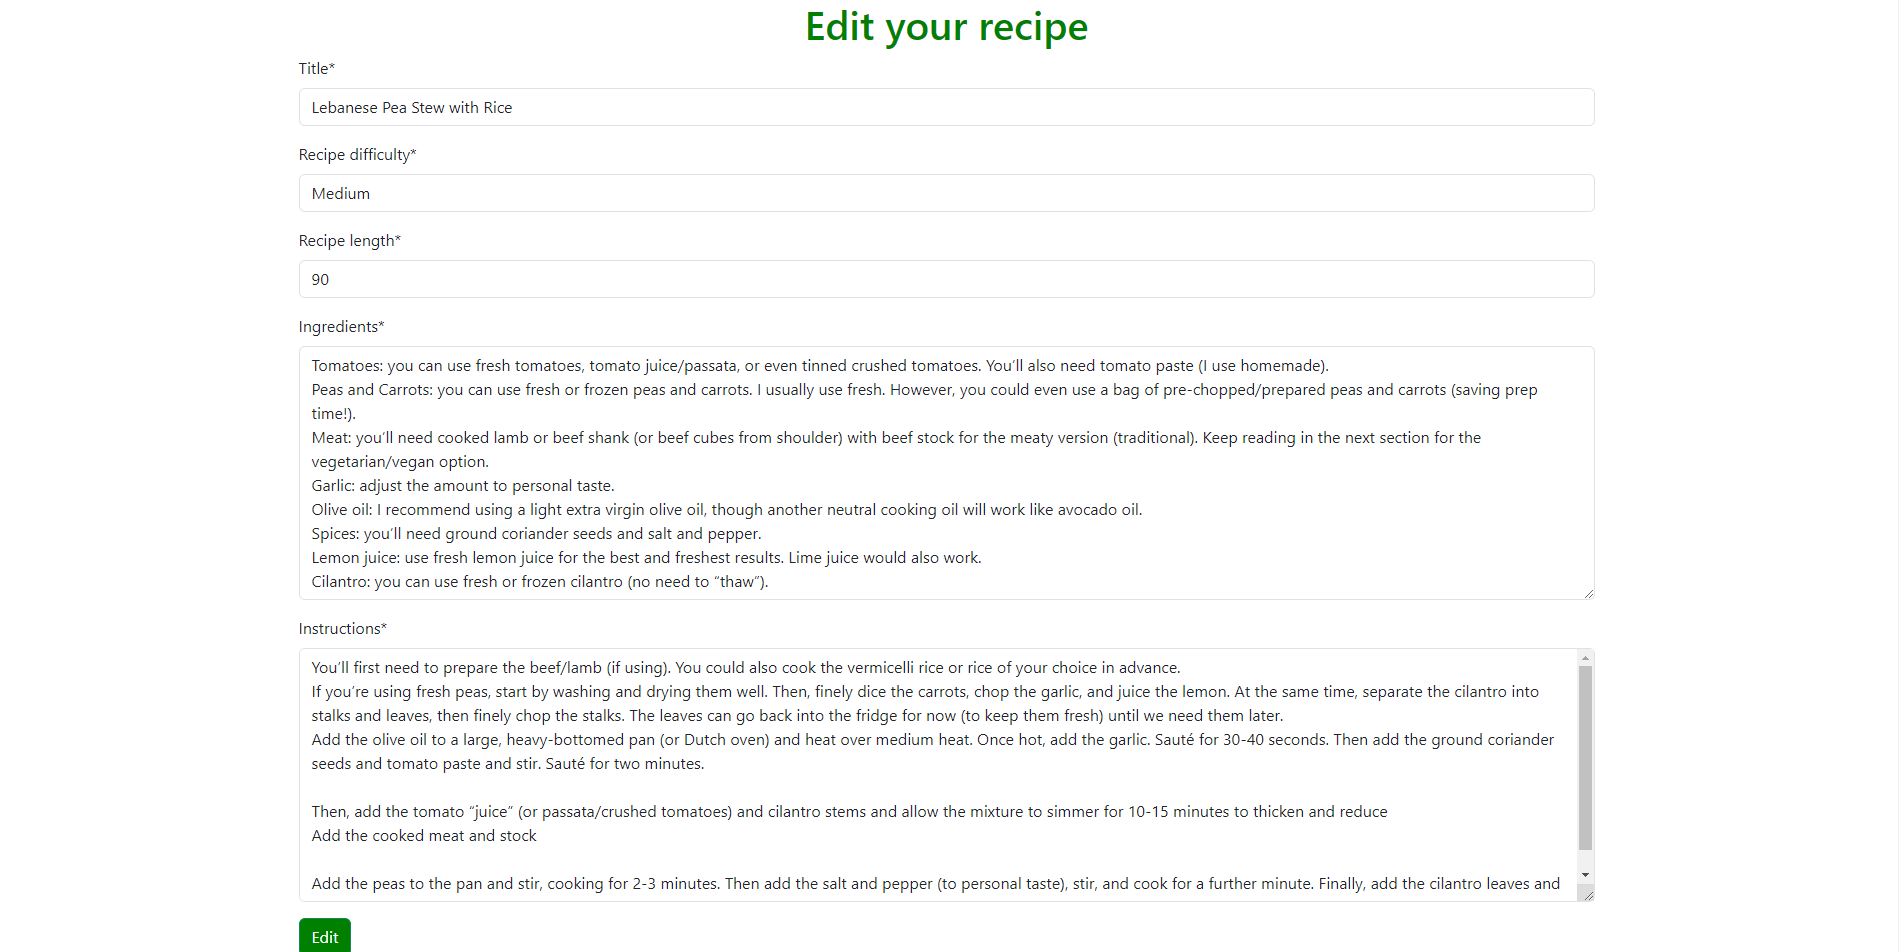 Edit your recipe
Title*
Lebanese Pea Stew with Rice
Recipe difficulty*
Medium
Recipe length*
90
Ingredients*
Tomatoes: you can use fresh tomatoes, tomato juice/passata, or even tinned crushed tomatoes. You’ll also need tomato paste (I use homemade).
Peas and Carrots: you can use fresh or frozen peas and carrots. I usually use fresh. However, you could even use a bag of pre-chopped/prepared peas and carrots (saving prep
time!).
Meat: you’ll need cooked lamb or beef shank (or beef cubes from shoulder) with beef stock for the meaty version (traditional). Keep reading in the next section for the
vegetarian/vegan option.
Garlic: adjust the amount to personal taste.
Olive oil: I recommend using a light extra virgin olive oil, though another neutral cooking oil will work like avocado oil.
Spices: you’ll need ground coriander seeds and salt and pepper.
Lemon juice: use fresh lemon juice for the best and freshest results. Lime juice would also work.
Cilantro: you can use fresh or frozen cilantro (no need to “thaw”).
Instructions*
You’ll first need to prepare the beef/lamb (if using). You could also cook the vermicelli rice or rice of your choice in advance.
If you’re using fresh peas, start by washing and drying them well. Then, finely dice the carrots, chop the garlic, and juice the lemon. At the same time, separate the cilantro into
stalks and leaves, then finely chop the stalks. The leaves can go back into the fridge for now (to keep them fresh) until we need them later.
Add the olive oil to a large, heavy-bottomed pan (or Dutch oven) and heat over medium heat. Once hot, add the garlic. Sauté for 30-40 seconds. Then add the ground coriander
seeds and tomato paste and stir. Sauté for two minutes.
Then, add the tomato “juice” (or passata/crushed tomatoes) and cilantro stems and allow the mixture to simmer for 10-15 minutes to thicken and reduce
Add the cooked meat and stock
Add the peas to the pan and stir, cooking for 2-3 minutes. Then add the salt and pepper (to personal taste), stir, and cook for a further minute. Finally, add the cilantro leaves and
Edit